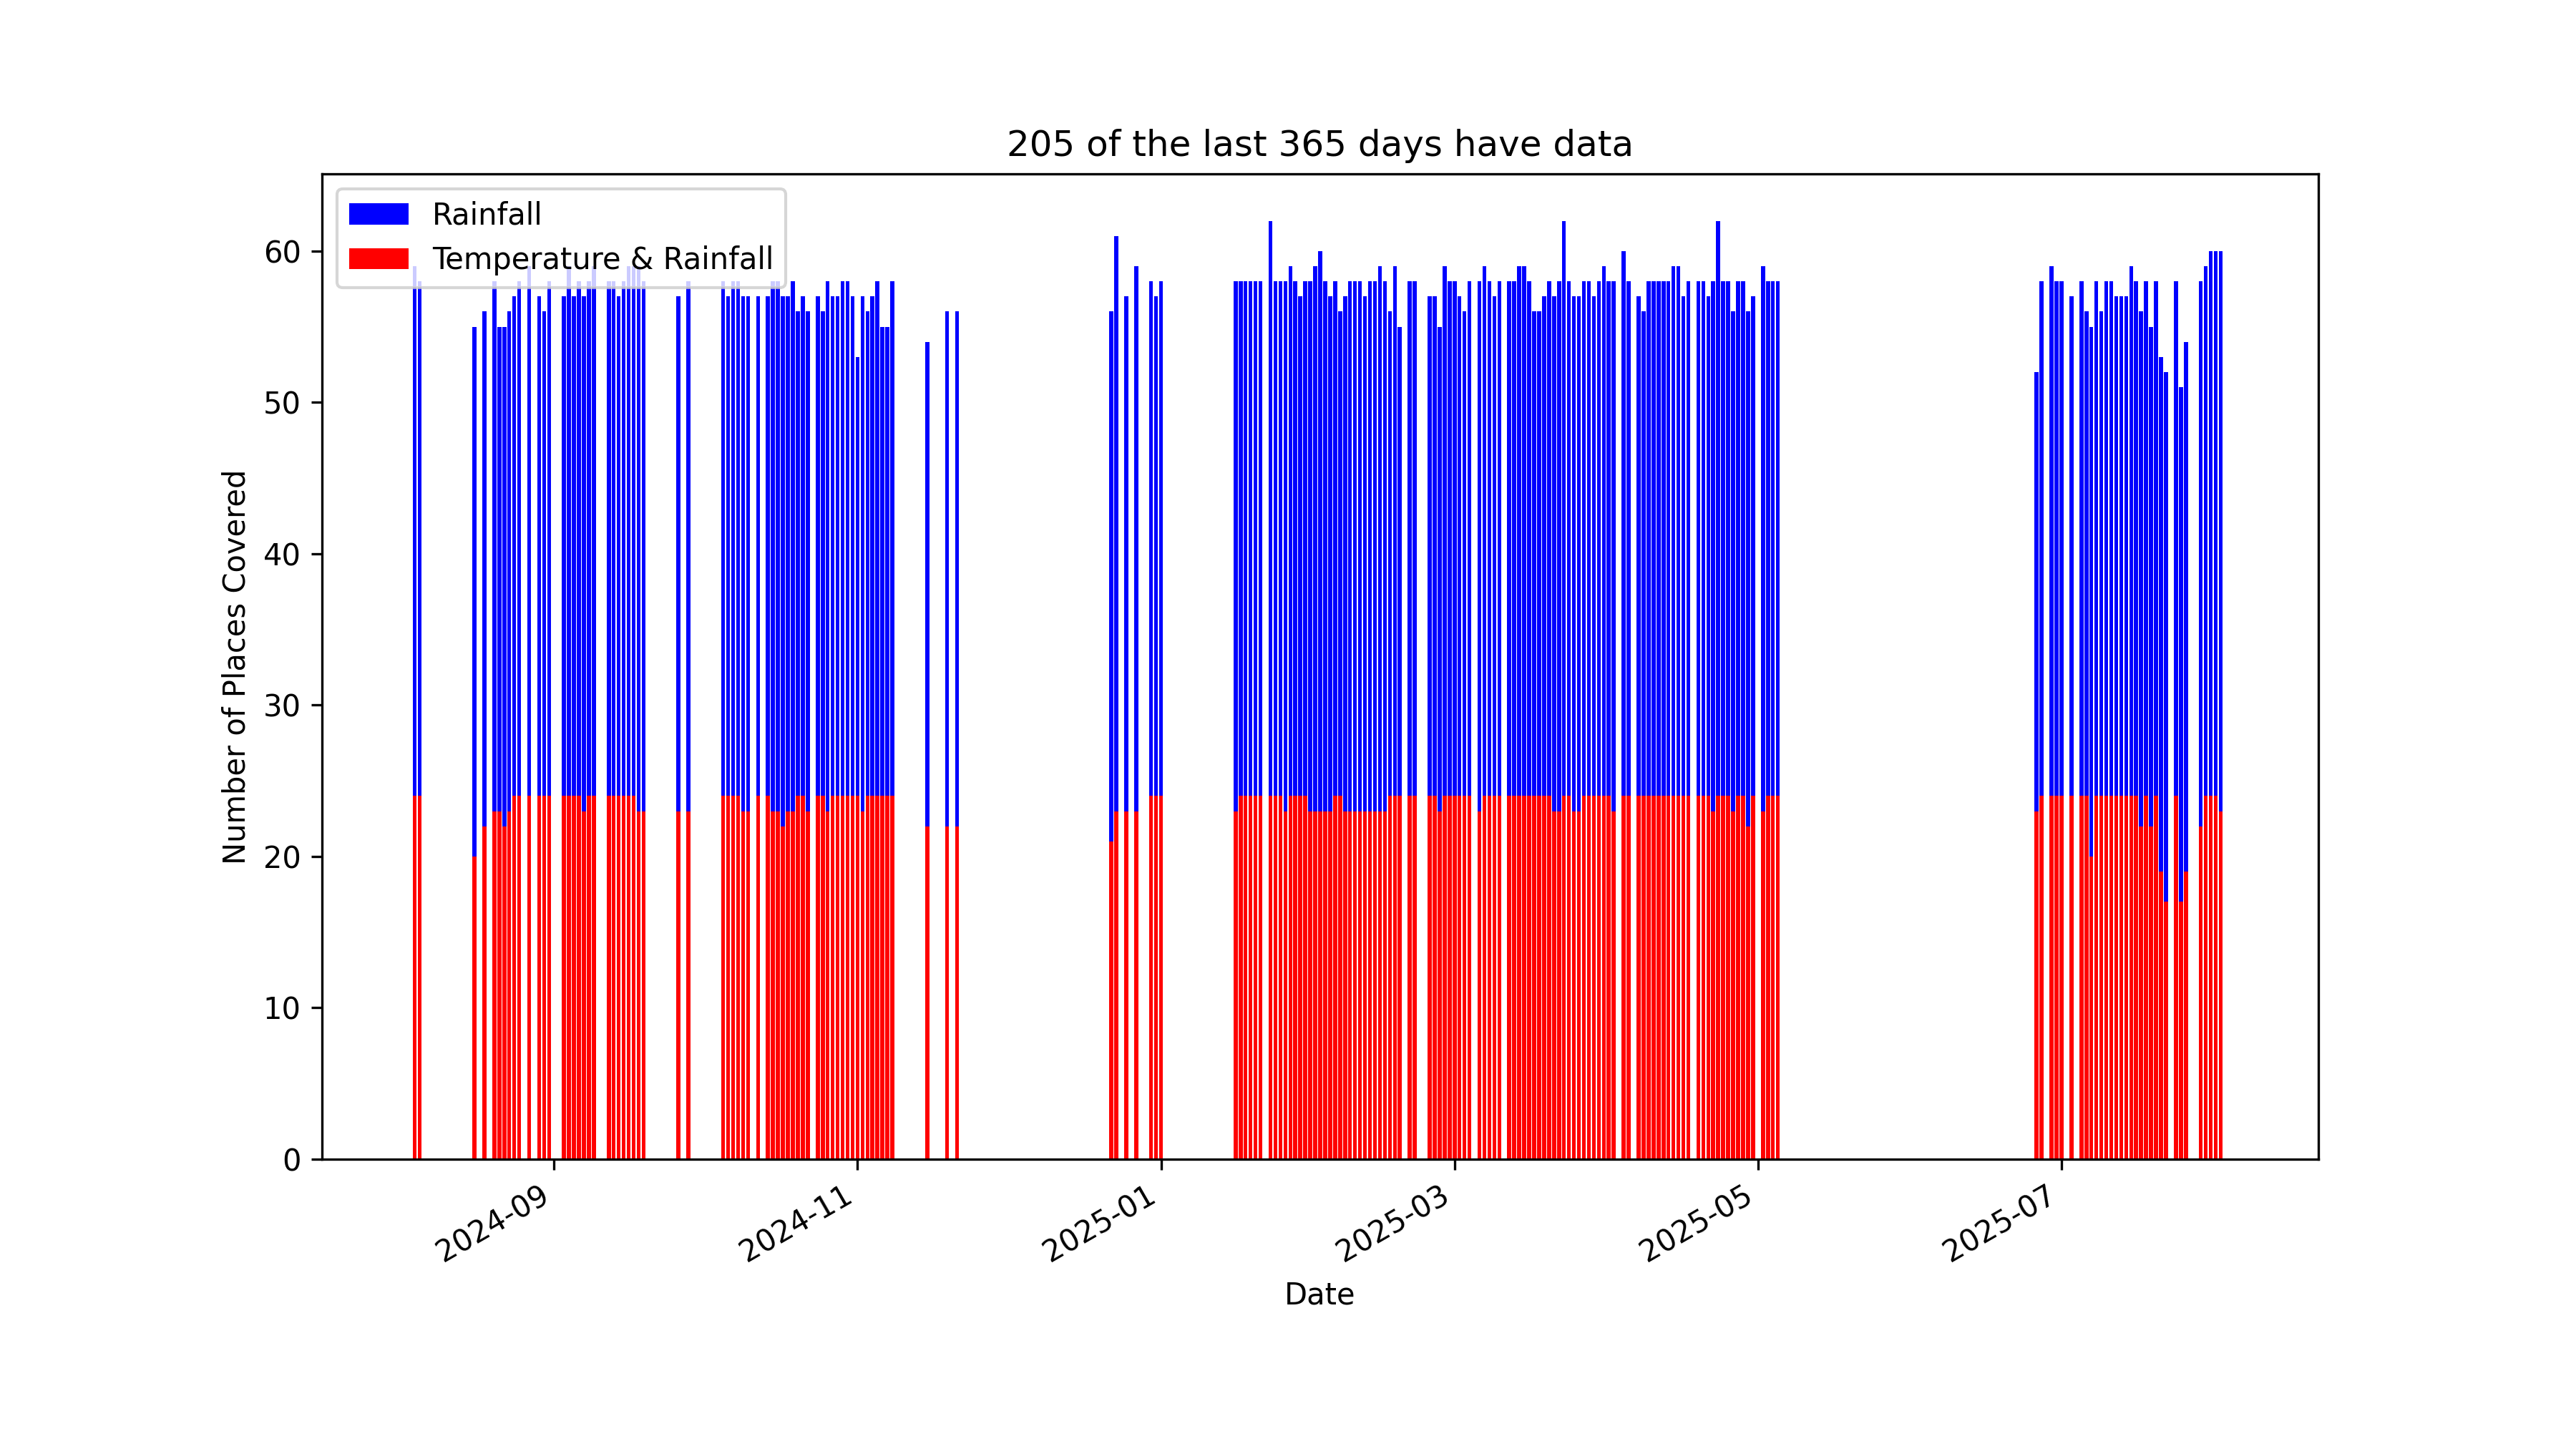 205 of the last 365 days have data
Rainfall
Temperature & Rainfall
60
50
40
30
20
10
0
Number of Places Covered
2024-09
2024-11
2025-01
2025-03
2025-05
2025-07
Date